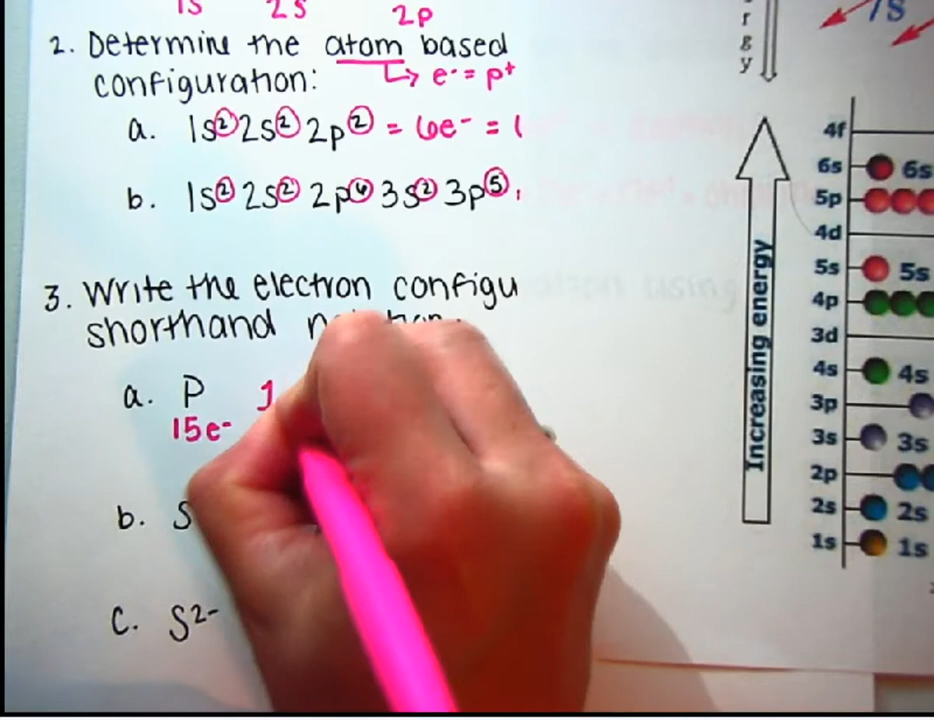 1s 2s 2p
2. Determine the atom based
configuration: ↳ e⁻ = p⁺
a. 1s² 2s² 2p² = 6e⁻ =
b. 1s² 2s² 2p⁶ 3s² 3p⁵
3. Write the electron configu
shorthand
a. P
15e⁻
b. S
c. S²⁻
r
g
y
Increasing energy
4f
6s 6s
5p
4d
5s 5s
4p
3d
4s 4s
3p
3s 3s
2p
2s 2s
1s 1s